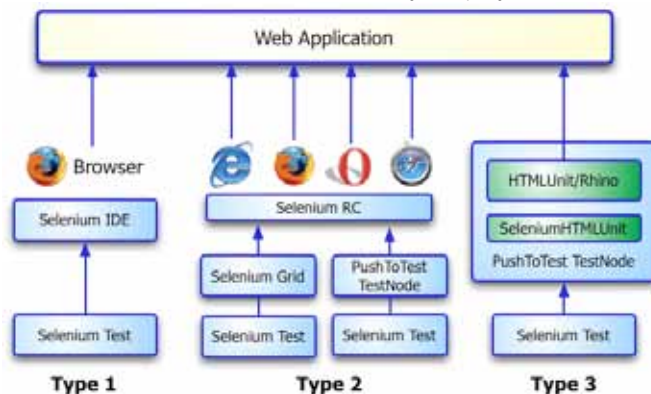 Web Application
Browser
HTMLUnit/Rhino
Selenium IDE
Selenium RC
SeleniumHTMLUnit
PushToTest TestNode
Selenium Grid
PushToTest
TestNode
Selenium Test
Selenium Test
Selenium Test
Selenium Test
Type 1
Type 2
Type 3